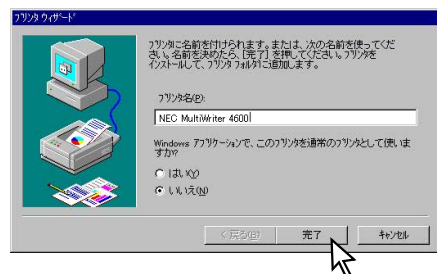 プリンタ ウィザード
プリンタに名前を付けられます。または、次の名前を使ってくだ
さい。名前を決めたら、[完了] を押してください。プリンタを
インストールして、プリンタ フォルダに追加します。
プリンタ名(P):
NEC MultiWriter 4600
Windows アプリケーションで、このプリンタを通常のプリンタとして使いま
すか?
はい(Y)
いいえ(N)
< 戻る(B)
完了
キャンセル